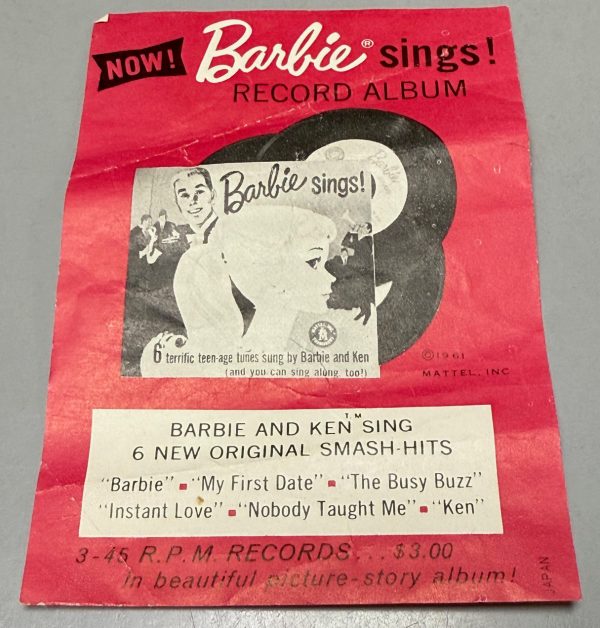 NOW! Barbie® sings!
RECORD ALBUM
Barbie sings!
6 terrific teen-age tunes sung by Barbie and Ken
(and you can sing along, too!)
©1961
MATTEL, INC
BARBIE AND KEN™ SING
6 NEW ORIGINAL SMASH-HITS
"Barbie" ▪ "My First Date" ▪ "The Busy Buzz"
"Instant Love" ▪ "Nobody Taught Me" ▪ "Ken"
3-45 R.P.M. RECORDS... $3.00
in beautiful picture-story album!
JAPAN